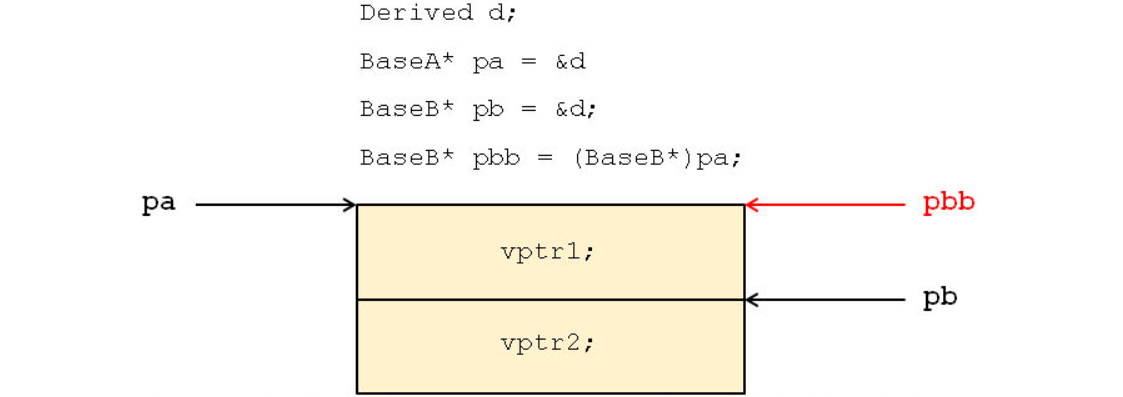 Derived d;
BaseA* pa = &d
BaseB* pb = &d;
BaseB* pbb = (BaseB*)pa;
pa
pbb
vptr1;
pb
vptr2;